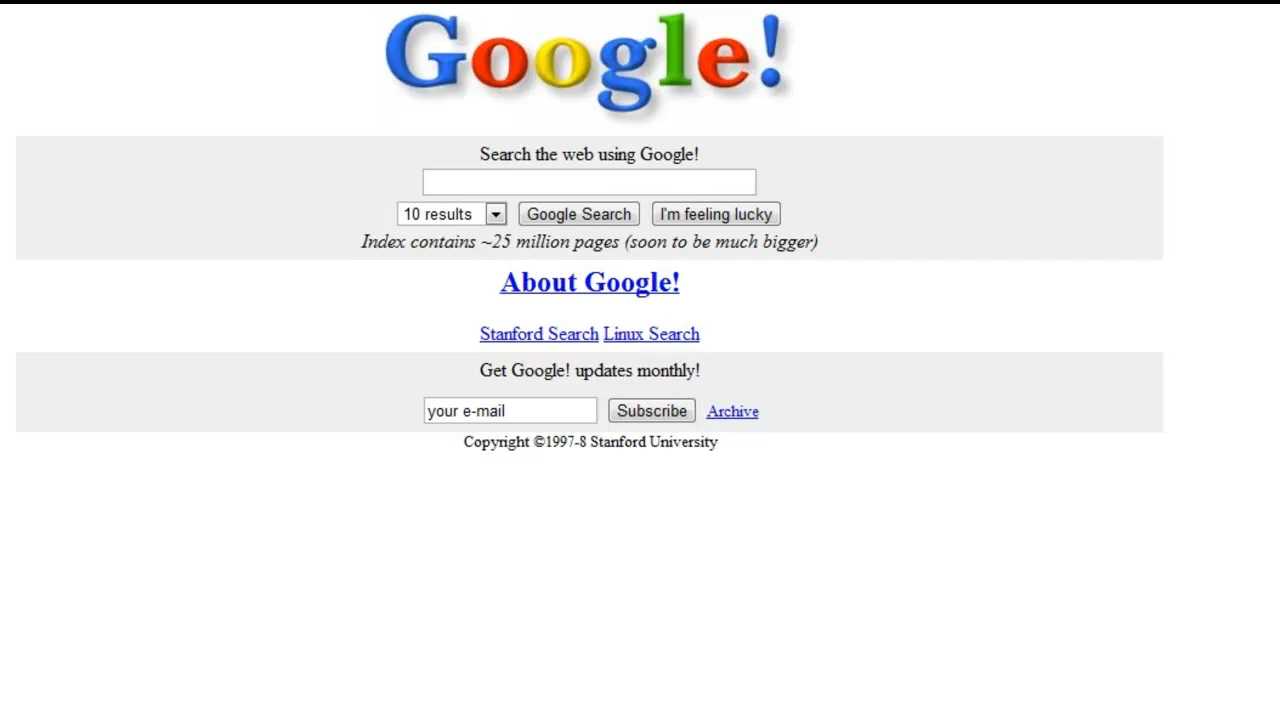 Google!
Search the web using Google!
10 results Google Search I'm feeling lucky
Index contains ~25 million pages (soon to be much bigger)
About Google!
Stanford Search Linux Search
Get Google! updates monthly!
your e-mail Subscribe Archive
Copyright ©1997-8 Stanford University